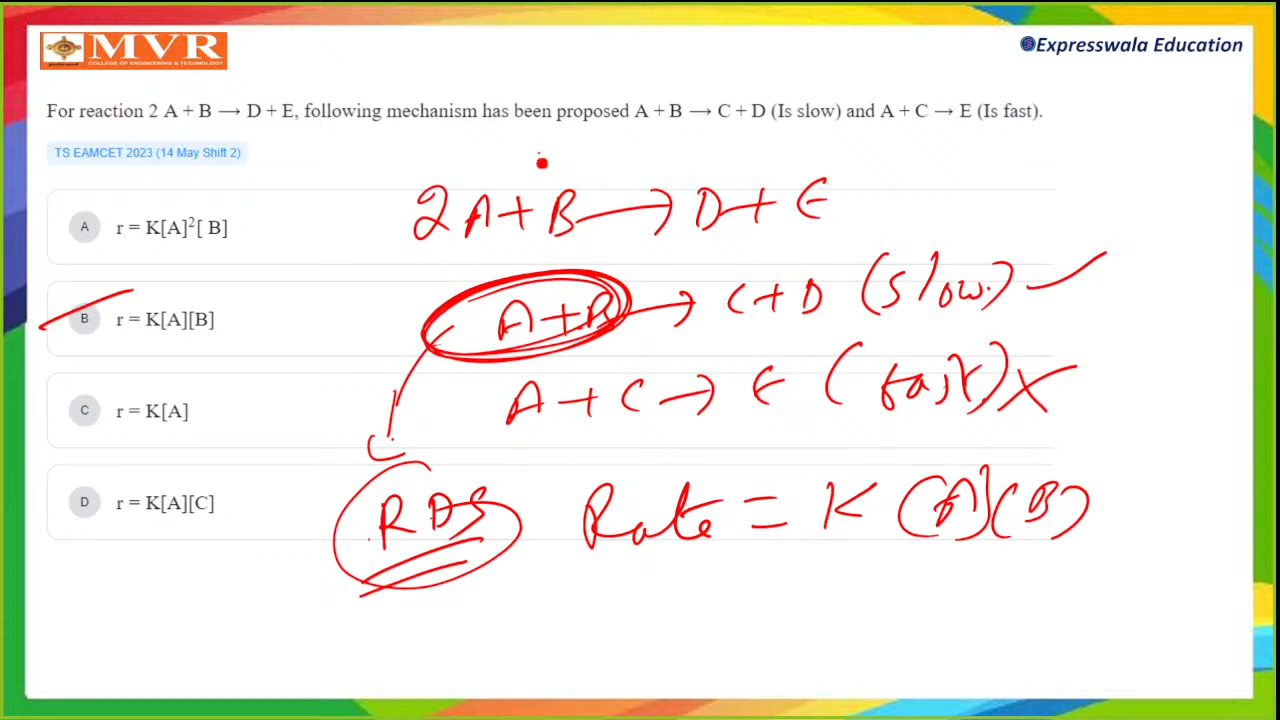 MVR
COLLEGE OF ENGINEERING & TECHNOLOGY
Expresswala Education
For reaction 2 A + B ⟶ D + E, following mechanism has been proposed A + B ⟶ C + D (Is slow) and A + C → E (Is fast).
TS EAMCET 2023 (14 May Shift 2)
A r = K[A]²[ B]
B r = K[A][B]
C r = K[A]
D r = K[A][C]
2A+B → D+E
A+B → C+D (slow.)
A+C → E (fast)
RDS Rate = K (A)(B)